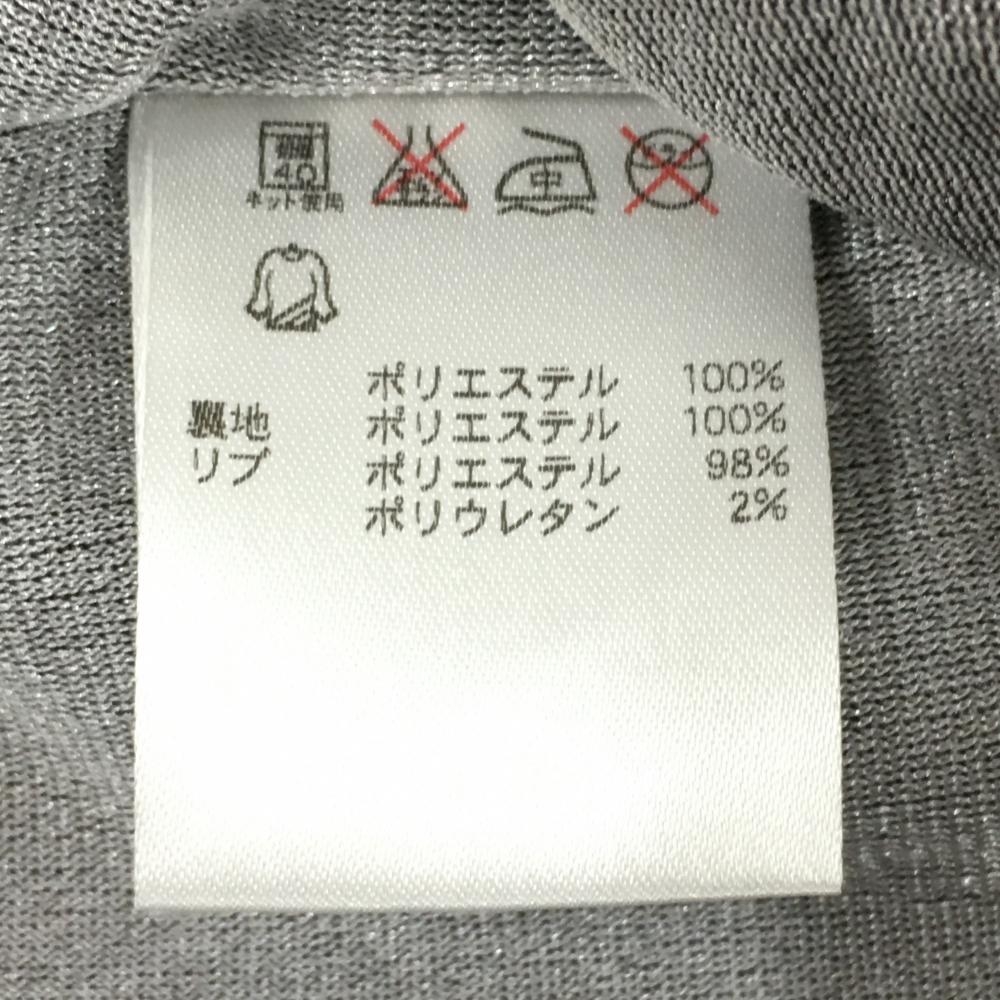 40 中
ネット使用
ポリエステル 100%
裏地 ポリエステル 100%
リブ ポリエステル 98%
ポリウレタン 2%